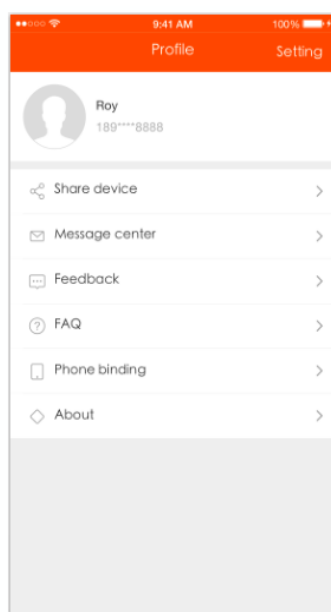 9:41 AM 100%
Profile Setting
Roy
189****8888
Share device
Message center
Feedback
FAQ
Phone binding
About